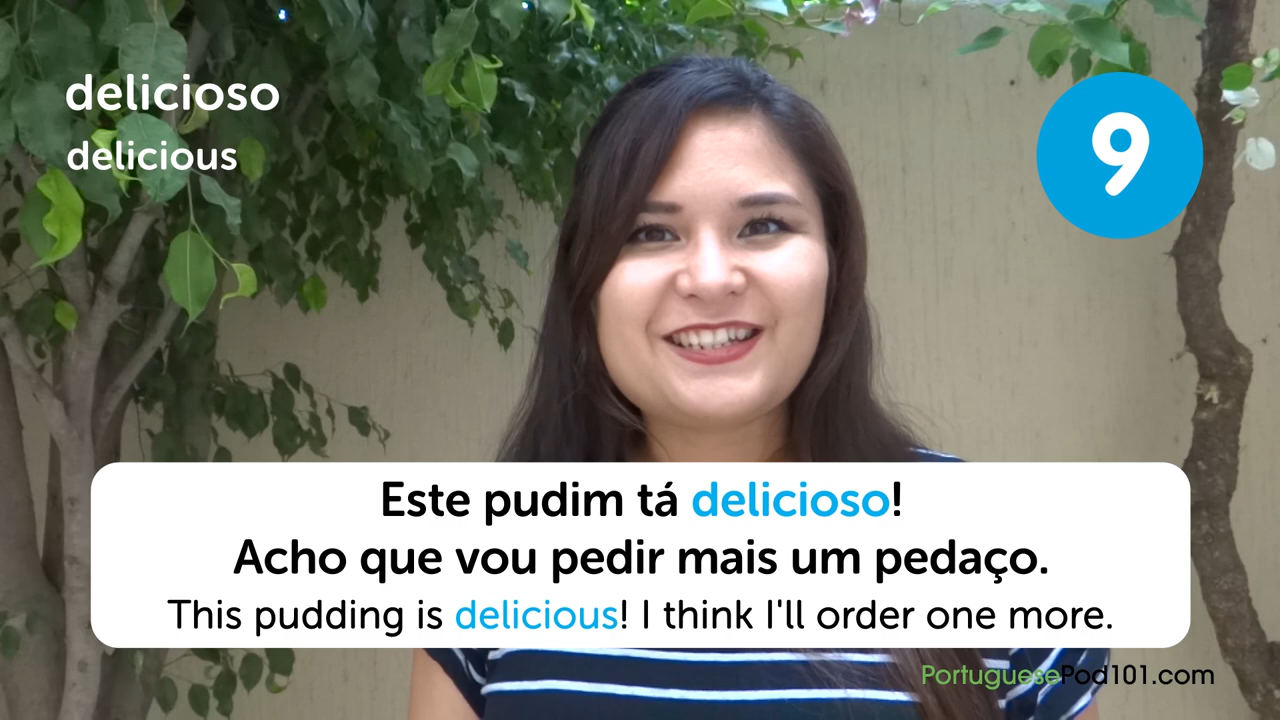 delicioso
delicious
9
Este pudim tá delicioso!
Acho que vou pedir mais um pedaço.
This pudding is delicious! I think I'll order one more.
PortuguesePod101.com